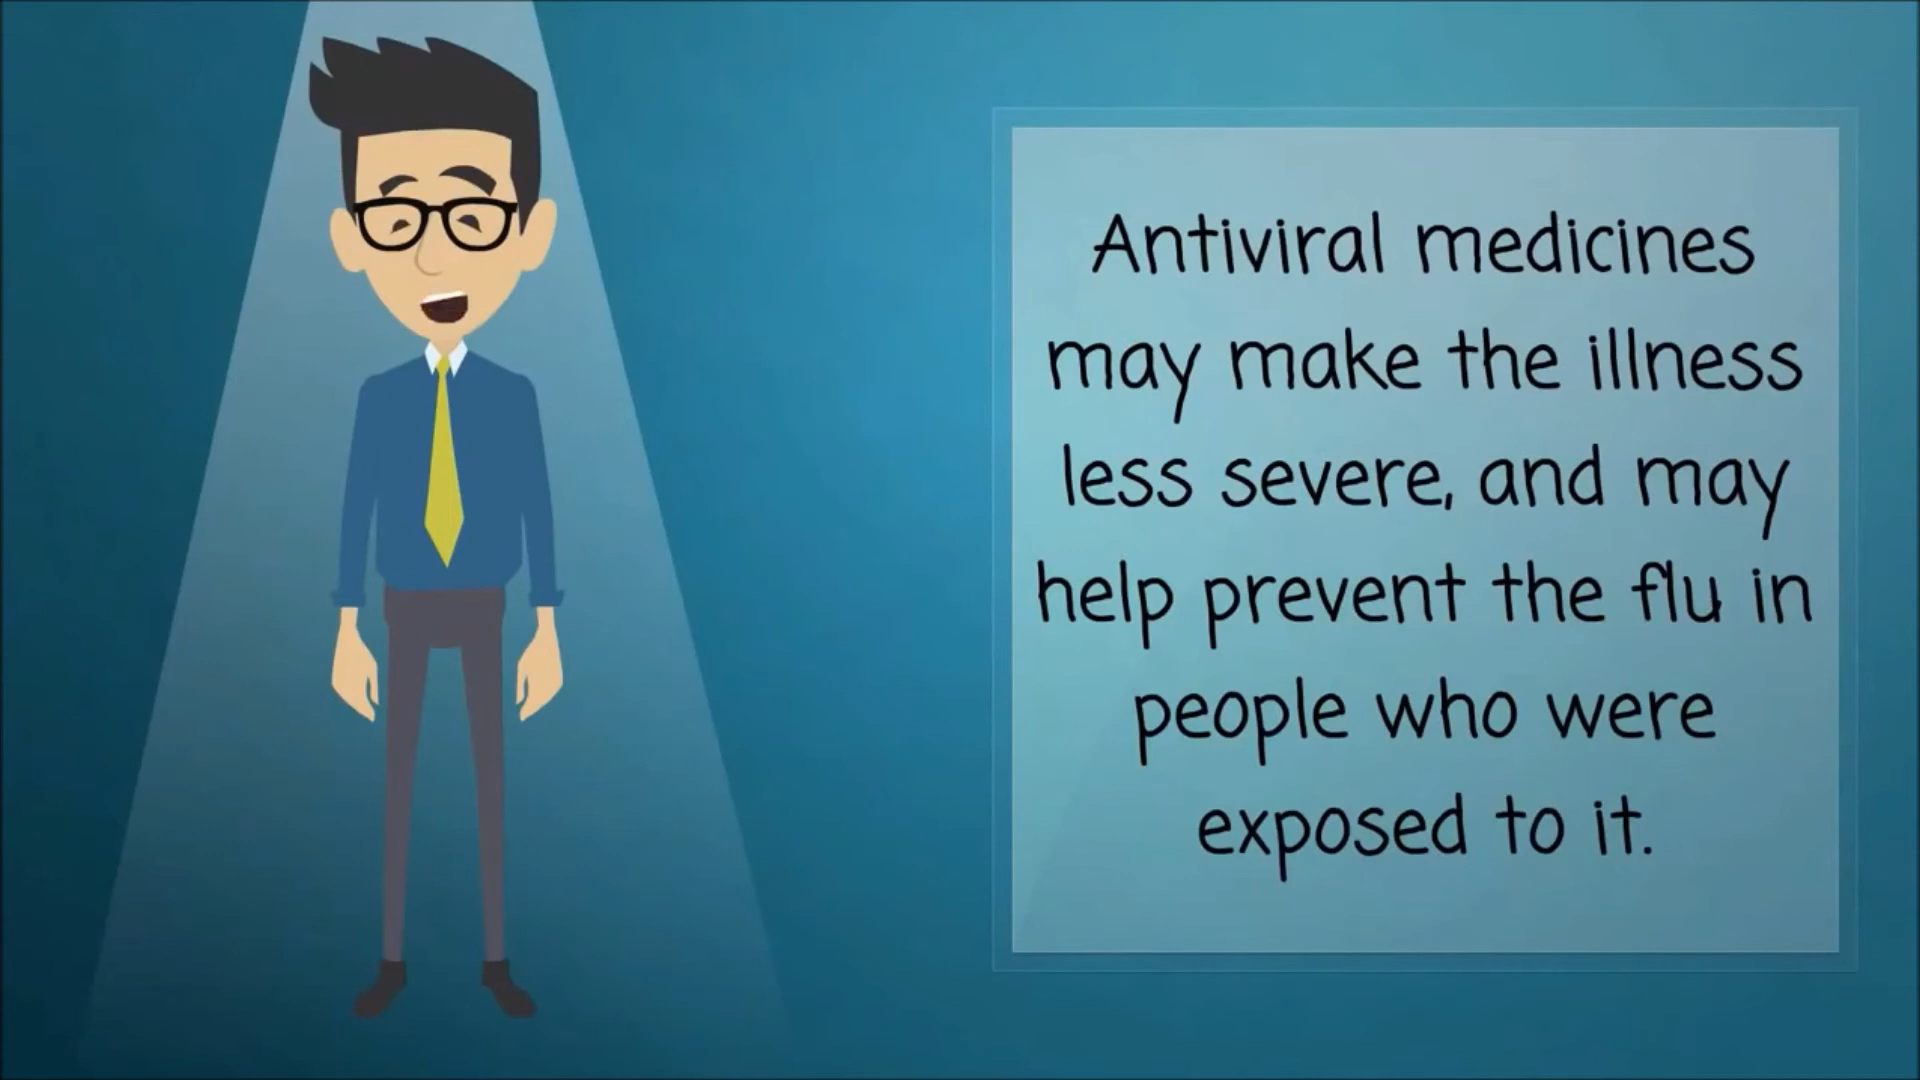 Antiviral medicines
may make the illness
less severe, and may
help prevent the flu in
people who were
exposed to it.